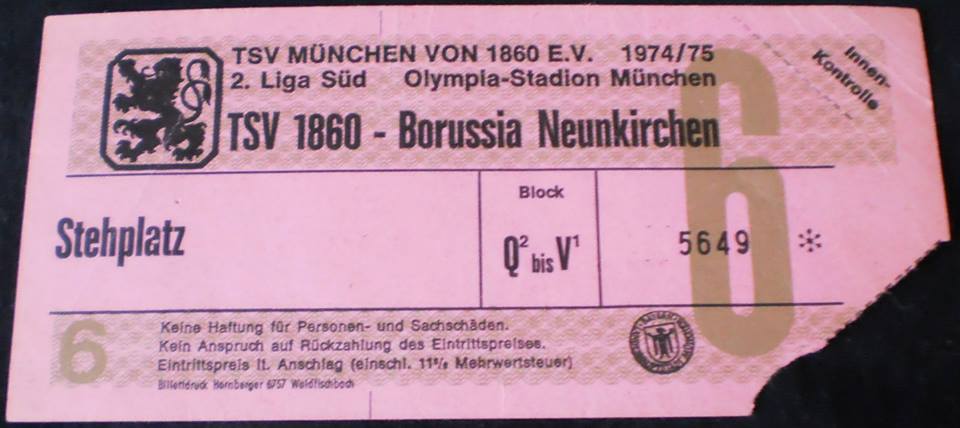 TSV MÜNCHEN VON 1860 E.V. 1974/75
2. Liga Süd Olympia-Stadion München
TSV 1860 - Borussia Neunkirchen
Innen-
Kontrolle
6
Stehplatz
Block
Q² bis V¹
5649 *
6
Keine Haftung für Personen- und Sachschäden.
Kein Anspruch auf Rückzahlung des Eintrittspreises.
Eintrittspreis lt. Anschlag (einschl. 11% Mehrwertsteuer)
Billettdruck Hornberger 6757 Waldfischbach